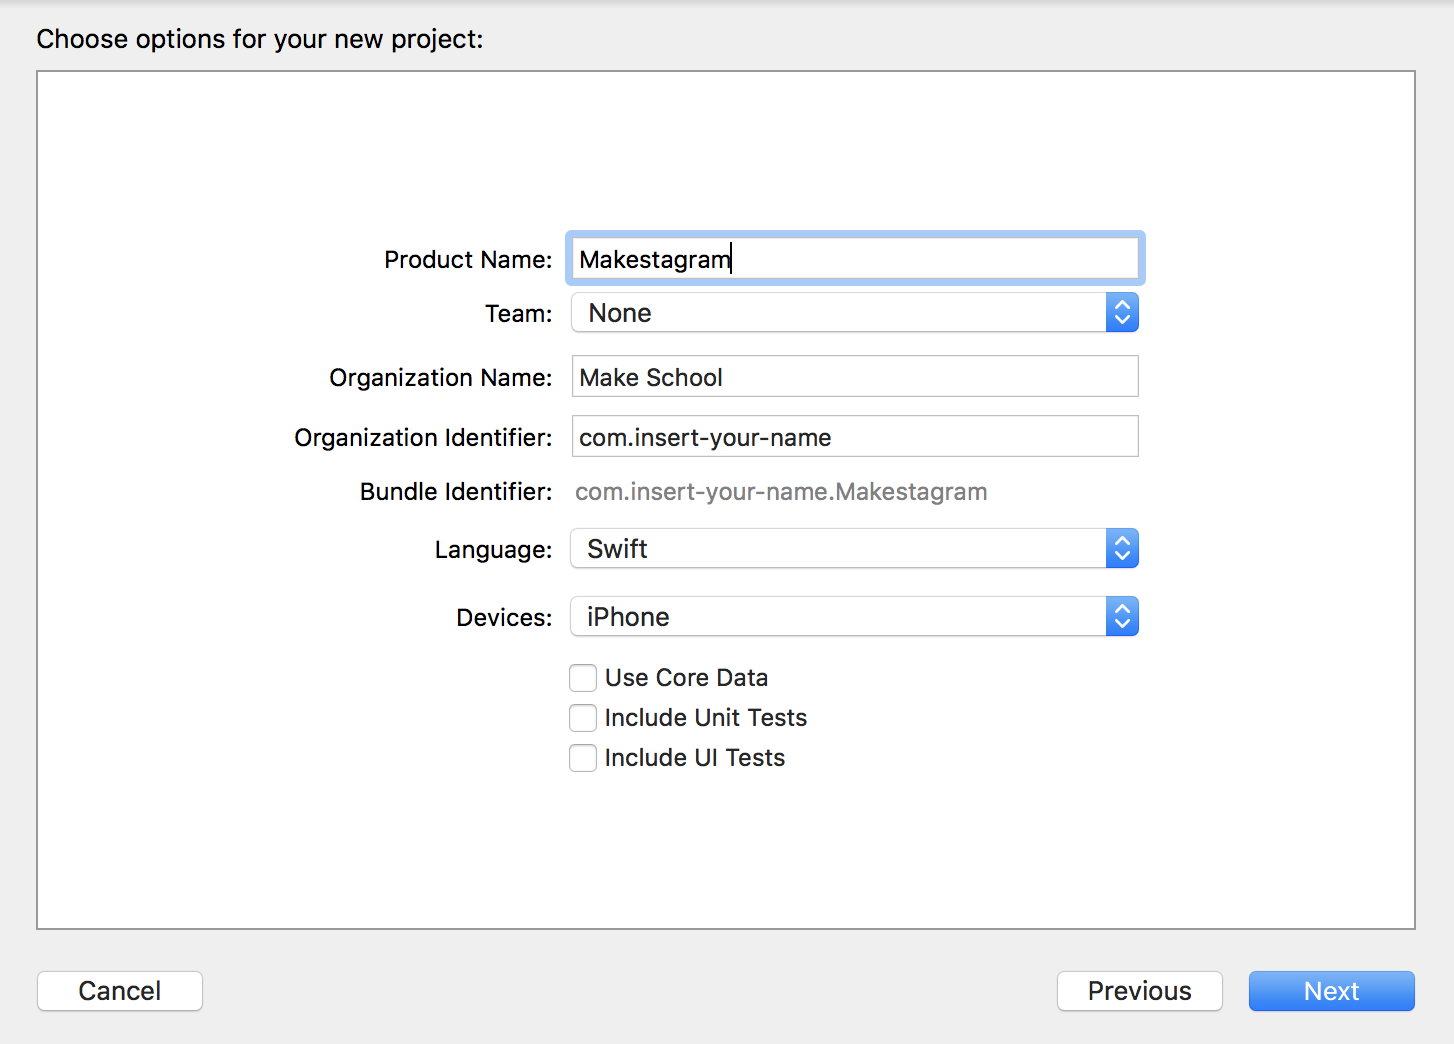 Choose options for your new project:
Product Name: Makestagram
Team: None
Organization Name: Make School
Organization Identifier: com.insert-your-name
Bundle Identifier: com.insert-your-name.Makestagram
Language: Swift
Devices: iPhone
Use Core Data
Include Unit Tests
Include UI Tests
Cancel Previous Next